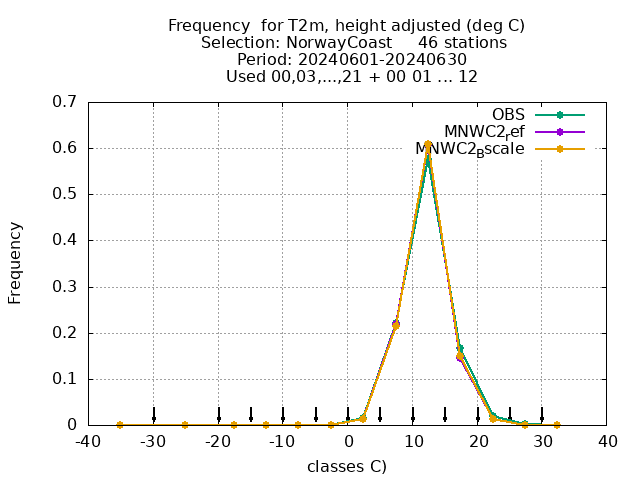 Frequency  for T2m, height adjusted (deg C)
Selection: NorwayCoast     46 stations
Period: 20240601-20240630
Used 00,03,...,21 + 00 01 ... 12
0.7
0.6
0.5
0.4
0.3
0.2
0.1
0
Frequency
OBS
MNWC2ref
MNWC2Bscale
-40 -30 -20 -10 0 10 20 30 40
classes C)